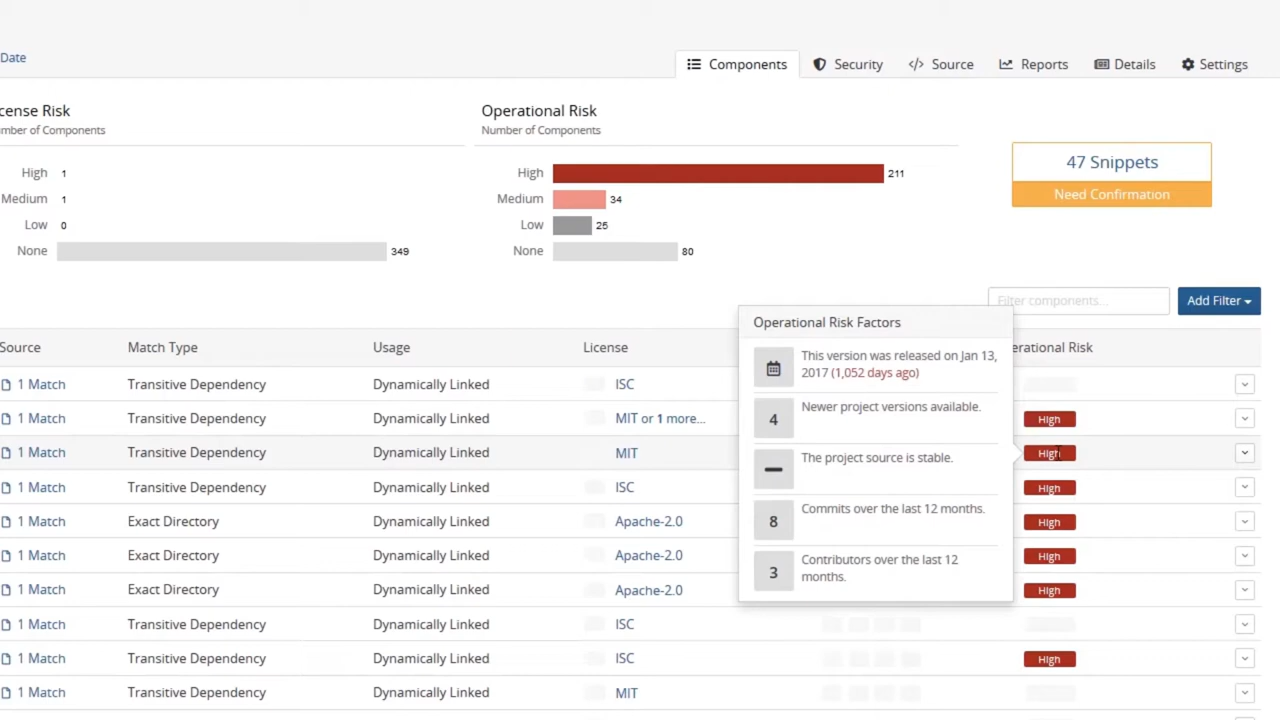 Date
Components
Security
Source
Reports
Details
Settings
cense Risk
mber of Components
High 1
Medium 1
Low 0
None 349
Operational Risk
Number of Components
High 211
Medium 34
Low 25
None 80
47 Snippets
Need Confirmation
Filter components...
Add Filter
Source Match Type Usage License erational Risk
1 Match Transitive Dependency Dynamically Linked ISC
1 Match Transitive Dependency Dynamically Linked MIT or 1 more... High
1 Match Transitive Dependency Dynamically Linked MIT High
1 Match Transitive Dependency Dynamically Linked ISC High
1 Match Exact Directory Dynamically Linked Apache-2.0 High
1 Match Exact Directory Dynamically Linked Apache-2.0 High
1 Match Exact Directory Dynamically Linked Apache-2.0 High
1 Match Transitive Dependency Dynamically Linked ISC
1 Match Transitive Dependency Dynamically Linked ISC High
1 Match Transitive Dependency Dynamically Linked MIT
Operational Risk Factors
This version was released on Jan 13,
2017 (1,052 days ago)
4 Newer project versions available.
The project source is stable.
8 Commits over the last 12 months.
3 Contributors over the last 12
months.